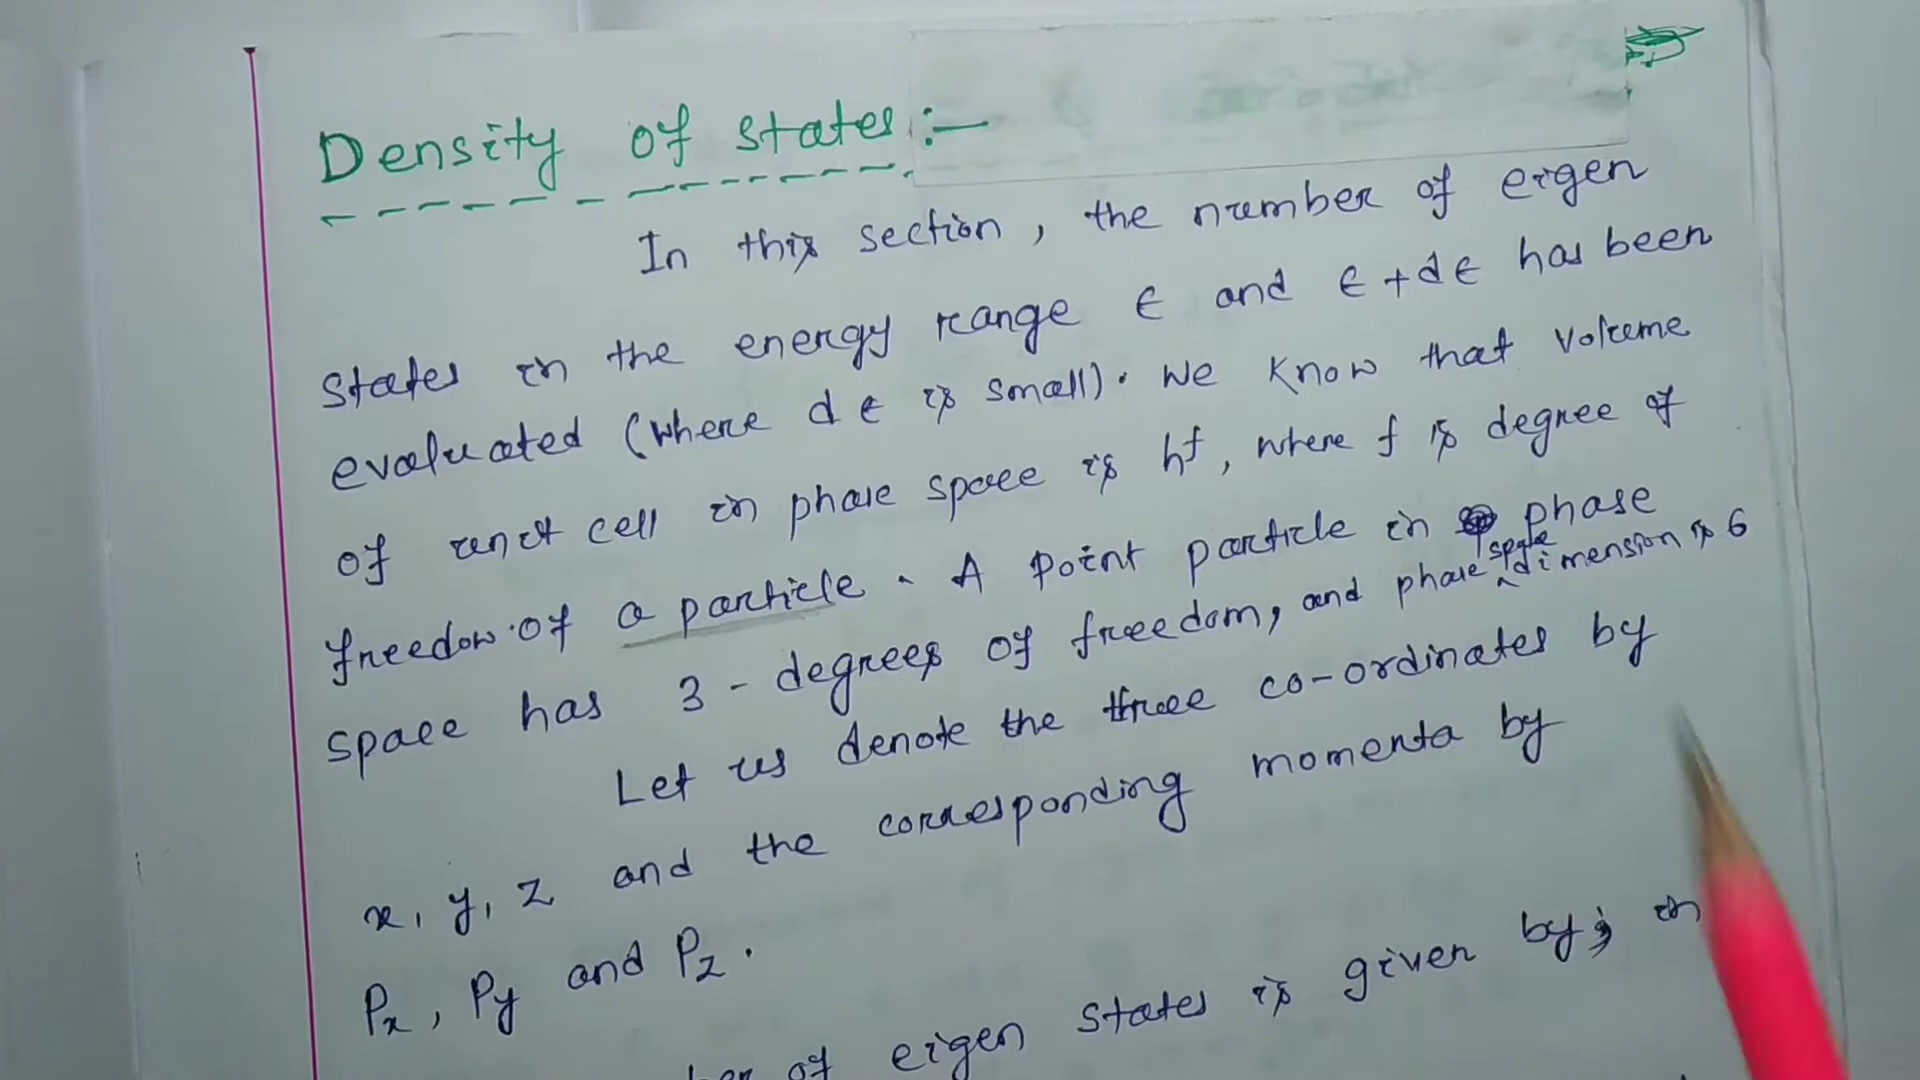 Density of states :-
In this section, the number of eigen
states in the energy range ϵ and ϵ+dϵ has been
evaluated (where dϵ is small). We know that volume
of unit cell in phase space is h^f, where f is degree of
freedom of a particle. A point particle in phase
space has 3-degrees of freedom, and phase space dimension is 6
Let us denote the three co-ordinates by
x, y, z and the corresponding momenta by
Px, Py and Pz.
of eigen states is given by; in